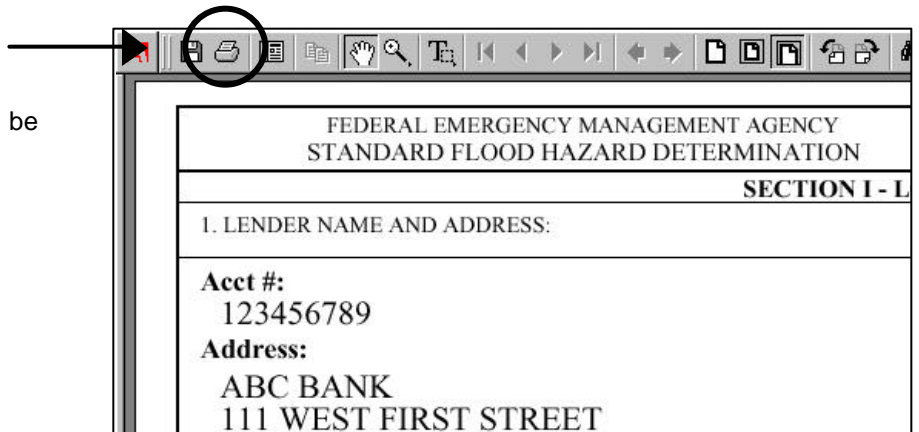 be
FEDERAL EMERGENCY MANAGEMENT AGENCY
STANDARD FLOOD HAZARD DETERMINATION
SECTION I - L
1. LENDER NAME AND ADDRESS:
Acct #:
123456789
Address:
ABC BANK
111 WEST FIRST STREET